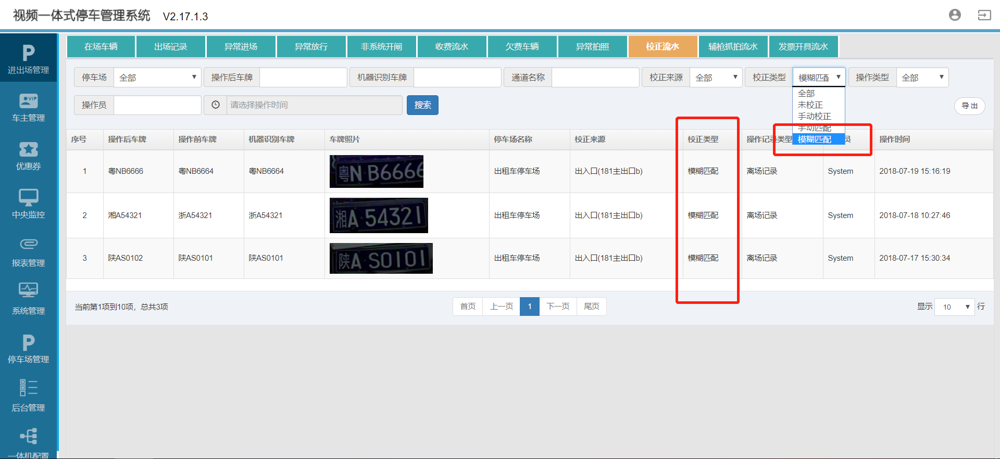 视频一体式停车管理系统 V2.17.1.3
进出场管理
车主管理
优惠券
中央监控
报表管理
系统管理
停车场管理
后台管理
一体机配置
在场车辆 出场记录 异常进场 异常放行 非系统开闸 收费流水 欠费车辆 异常拍照 校正流水 辅枪抓拍流水 发票开具流水
停车场 全部 操作后车牌 机器识别车牌 通道名称 校正来源 全部 校正类型 模糊匹配 操作类型 全部
操作员 请选择操作时间 搜索 导出
全部
未校正
手动校正
手动匹配
模糊匹配
序号 操作后车牌 操作前车牌 机器识别车牌 车牌照片 停车场名称 校正来源 校正类型 操作记录类型 员 操作时间
1 粤NB6666 粤NB6664 粤NB6664 粤N B6666 出租车停车场 出入口(181主出口b) 模糊匹配 离场记录 System 2018-07-19 15:16:19
2 湘A54321 浙A54321 浙A54321 湘A 54321 出租车停车场 出入口(181主出口b) 模糊匹配 离场记录 System 2018-07-18 10:27:46
3 陕AS0102 陕AS0101 陕AS0101 陕A S0101 出租车停车场 出入口(181主出口b) 模糊匹配 离场记录 System 2018-07-17 15:30:34
当前第1项到10项，总共3项 首页 上一页 1 下一页 尾页 显示 10 行